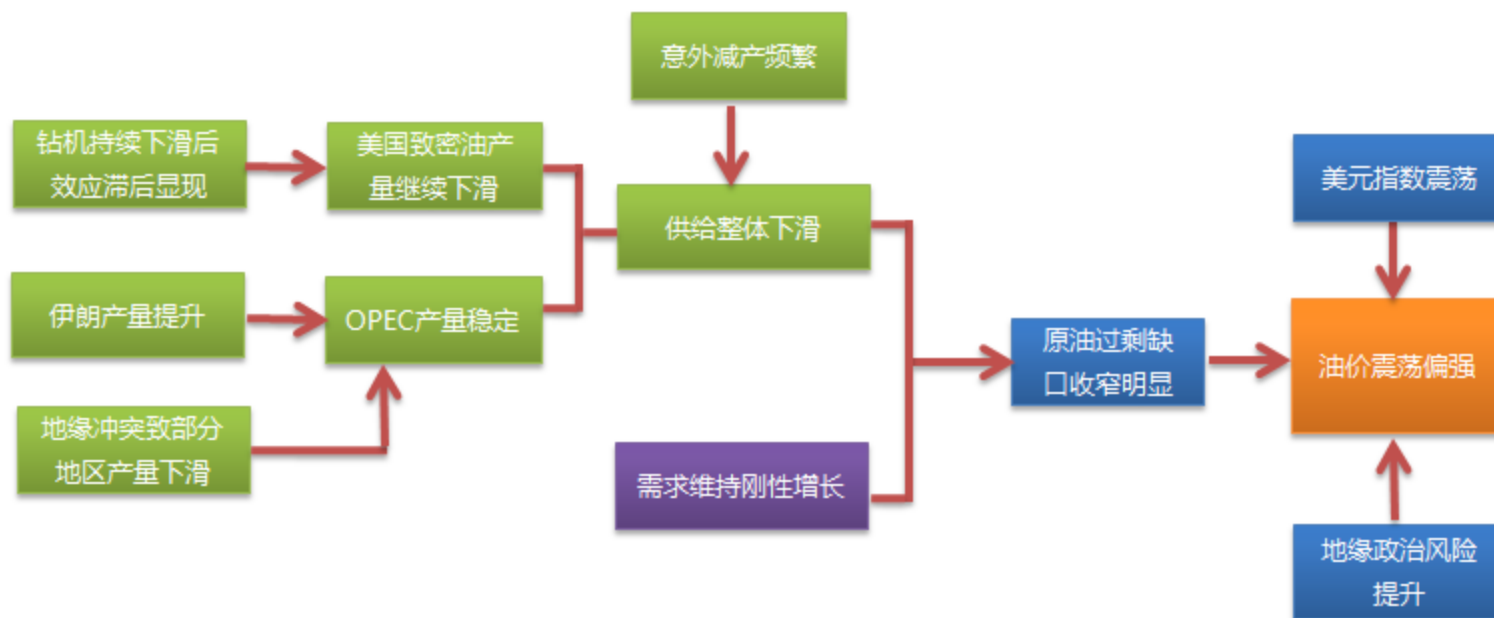 意外减产频繁
钻机持续下滑后
效应滞后显现
美国致密油产
量继续下滑
美元指数震荡
供给整体下滑
伊朗产量提升
OPEC产量稳定
原油过剩缺
口收窄明显
油价震荡偏强
地缘冲突致部分
地区产量下滑
需求维持刚性增长
地缘政治风险
提升